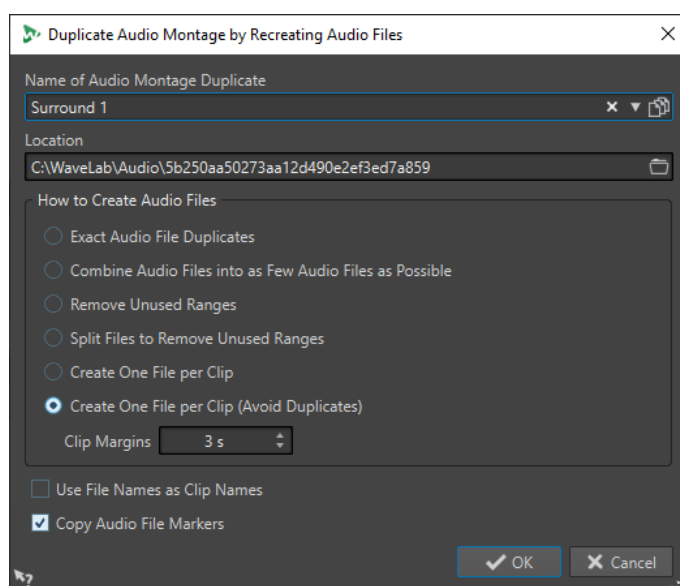 Duplicate Audio Montage by Recreating Audio Files
Name of Audio Montage Duplicate
Surround 1
Location
C:\WaveLab\Audio\5b250aa50273aa12d490e2ef3ed7a859
How to Create Audio Files
Exact Audio File Duplicates
Combine Audio Files into as Few Audio Files as Possible
Remove Unused Ranges
Split Files to Remove Unused Ranges
Create One File per Clip
Create One File per Clip (Avoid Duplicates)
Clip Margins 3 s
Use File Names as Clip Names
Copy Audio File Markers
OK Cancel